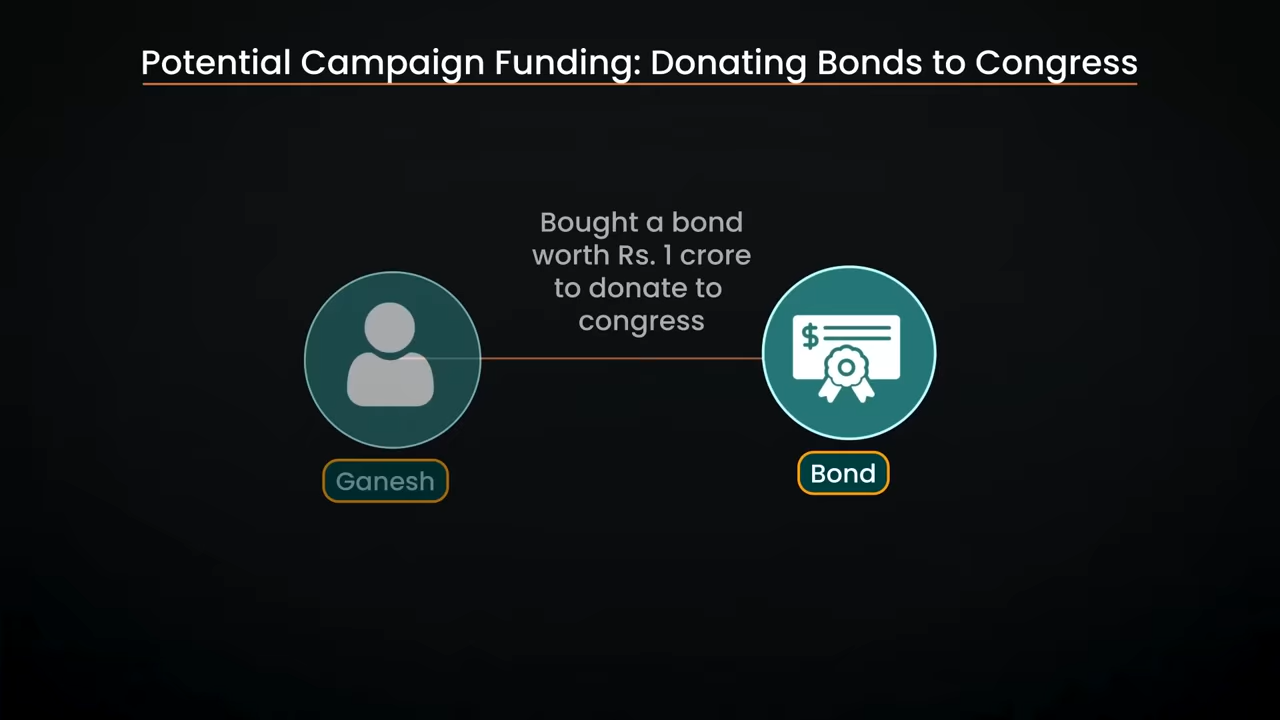 Potential Campaign Funding: Donating Bonds to Congress
Bought a bond
worth Rs. 1 crore
to donate to
congress
$
Ganesh
Bond